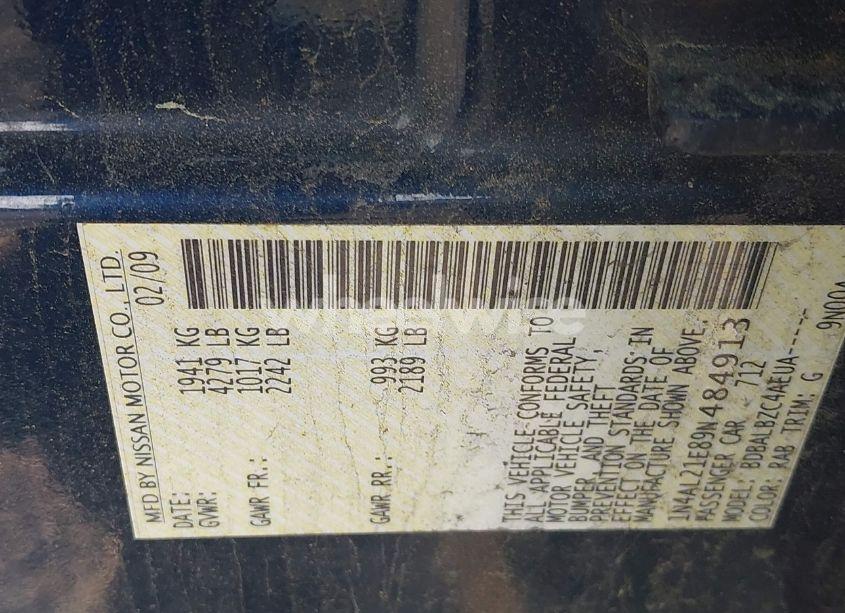 MFD BY NISSAN MOTOR CO., LTD.
DATE: 02/09
GVWR: 1941 KG
4279 LB
GAWR FR.: 1017 KG
2242 LB
GAWR RR.: 993 KG
2189 LB
THIS VEHICLE CONFORMS TO
ALL APPLICABLE FEDERAL
MOTOR VEHICLE SAFETY,
BUMPER, AND THEFT
PREVENTION STANDARDS IN
EFFECT ON THE DATE OF
MANUFACTURE SHOWN ABOVE.
1N4AL21E89N484913
PASSENGER CAR 712
MODEL: BDBALBZC4AEUA-----
COLOR: RAB TRIM: G 9N00A
wheelwise